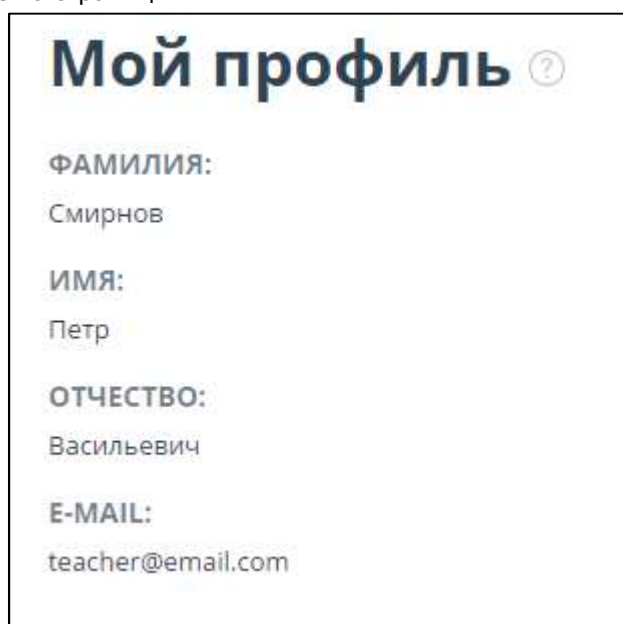 Мой профиль ?
ФАМИЛИЯ:
Смирнов
ИМЯ:
Петр
ОТЧЕСТВО:
Васильевич
E-MAIL:
teacher@email.com